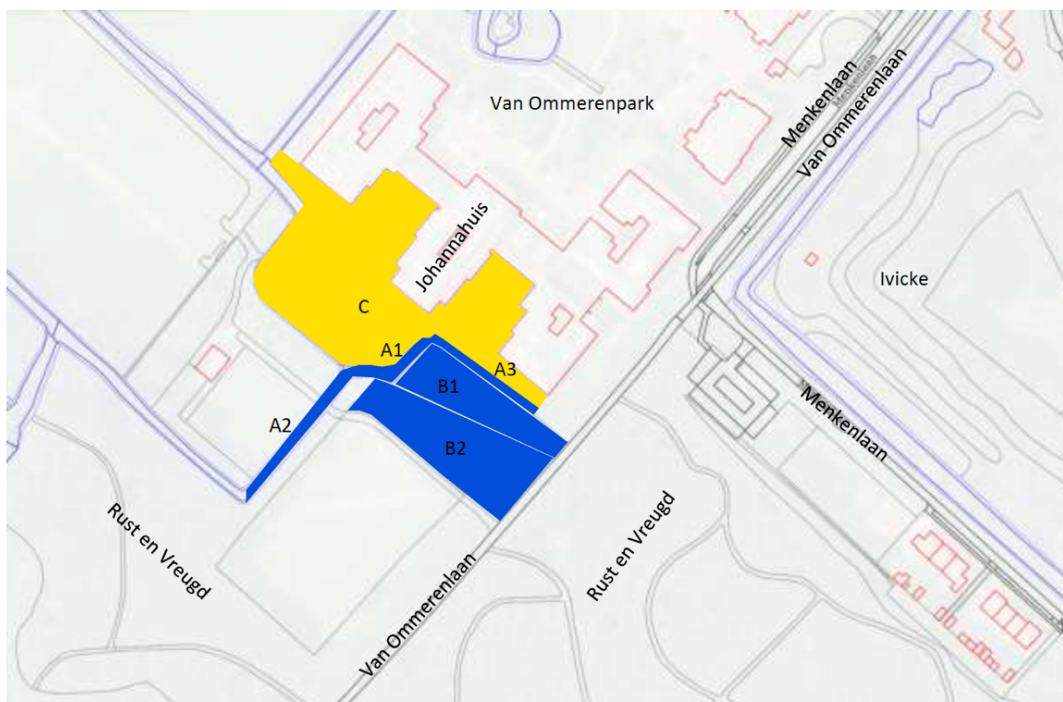 Van Ommerenpark
Menkenlaan
Menkenlaan
Van Ommerenlaan
Johannahuis
Ivicke
C
A1
A3
B1
A2
B2
Menkenlaan
Rust en Vreugd
Rust en Vreugd
Van Ommerenlaan